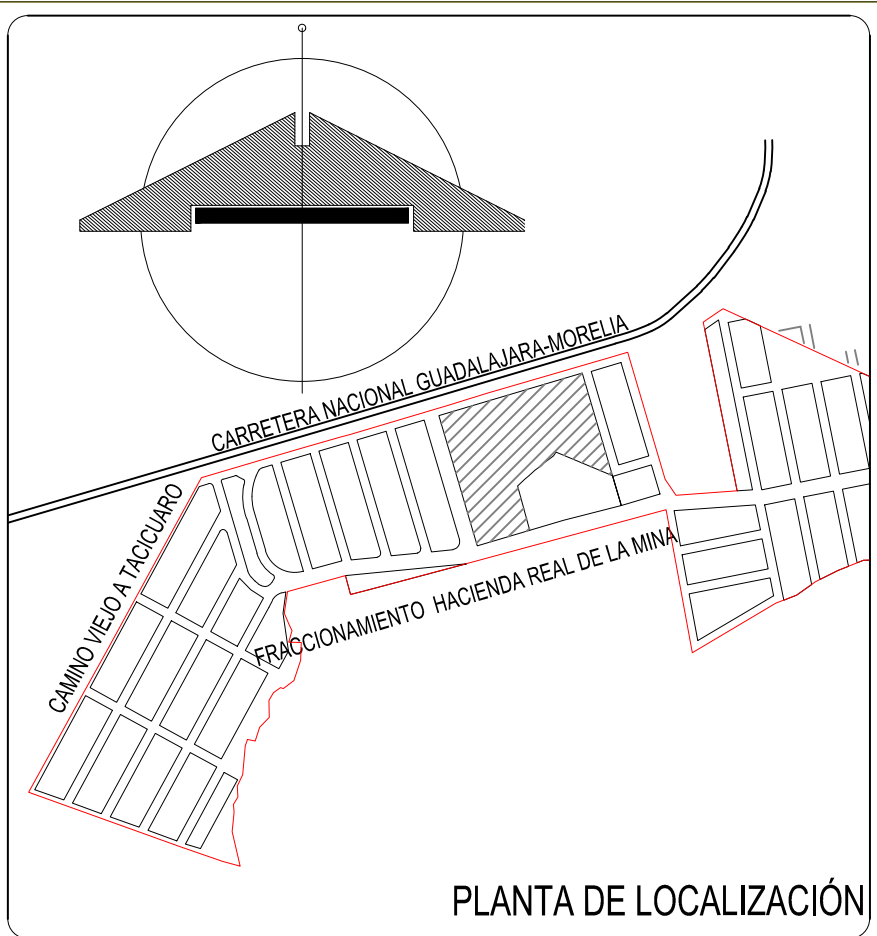 CARRETERA NACIONAL GUADALAJARA-MORELIA
CAMINO VIEJO A TACICUARO
FRACCIONAMIENTO HACIENDA REAL DE LA MINA
PLANTA DE LOCALIZACIÓN